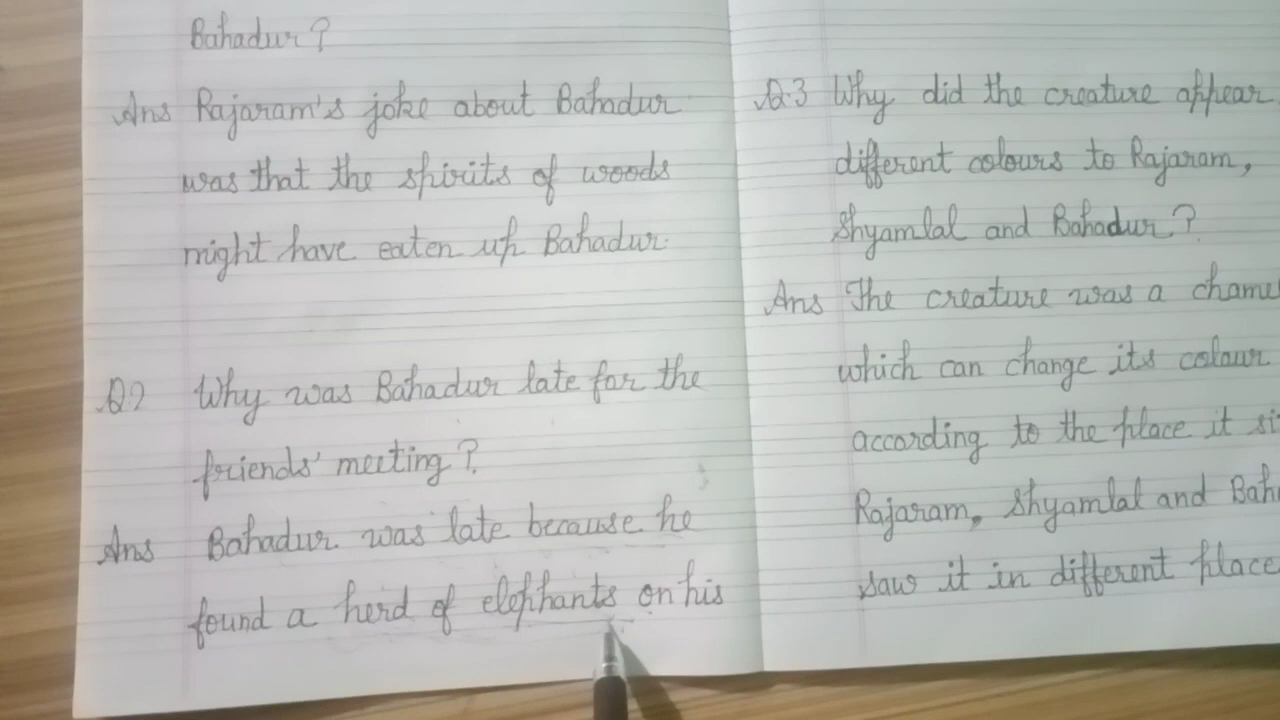 Bahadur?
Ans Rajaram's joke about Bahadur
was that the spirits of woods
might have eaten up Bahadur.
Q2 Why was Bahadur late for the
friends' meeting?
Ans Bahadur was late because he
found a herd of elephants on his
Q.3 Why did the creature appear
different colours to Rajaram,
Shyamlal and Bahadur?
Ans The creature was a
which can change its colour
according to the place it
Rajaram, Shyamlal and
saw it in different place